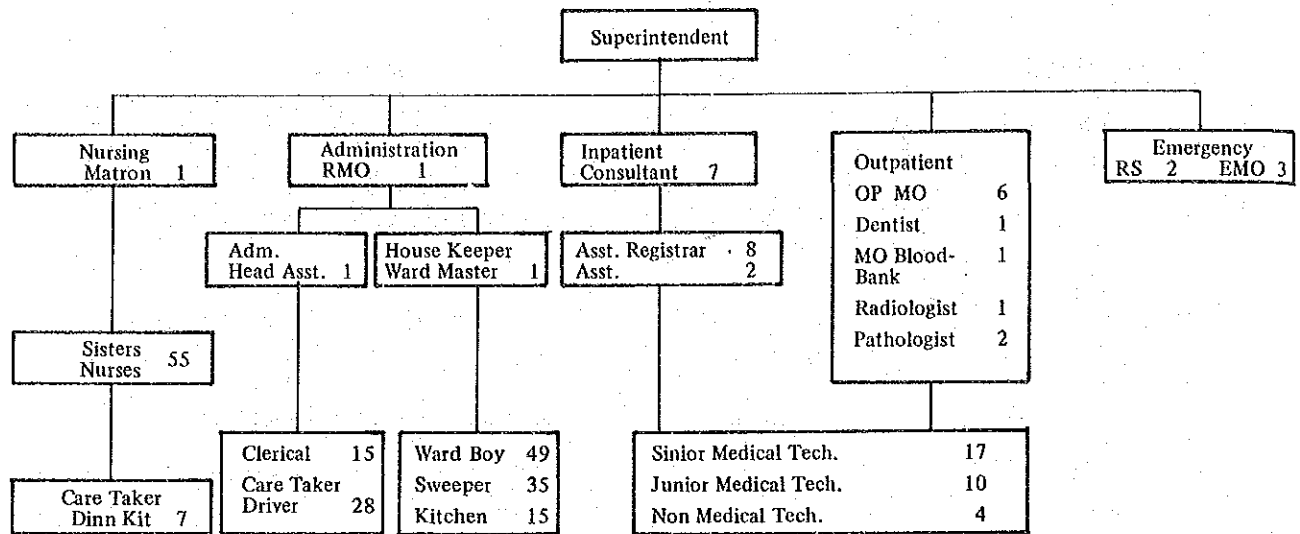 Superintendent
Nursing
Matron 1
Administration
RMO 1
Inpatient
Consultant 7
Outpatient
OP MO 6
Dentist 1
MO Blood- 1
Bank
Radiologist 1
Pathologist 2
Emergency
RS 2 EMO 3
Adm.
Head Asst. 1
House Keeper
Ward Master 1
Asst. Registrar 8
Asst. 2
Sisters
Nurses 55
Care Taker
Dinn Kit 7
Clerical 15
Care Taker
Driver 28
Ward Boy 49
Sweeper 35
Kitchen 15
Sinior Medical Tech. 17
Junior Medical Tech. 10
Non Medical Tech. 4